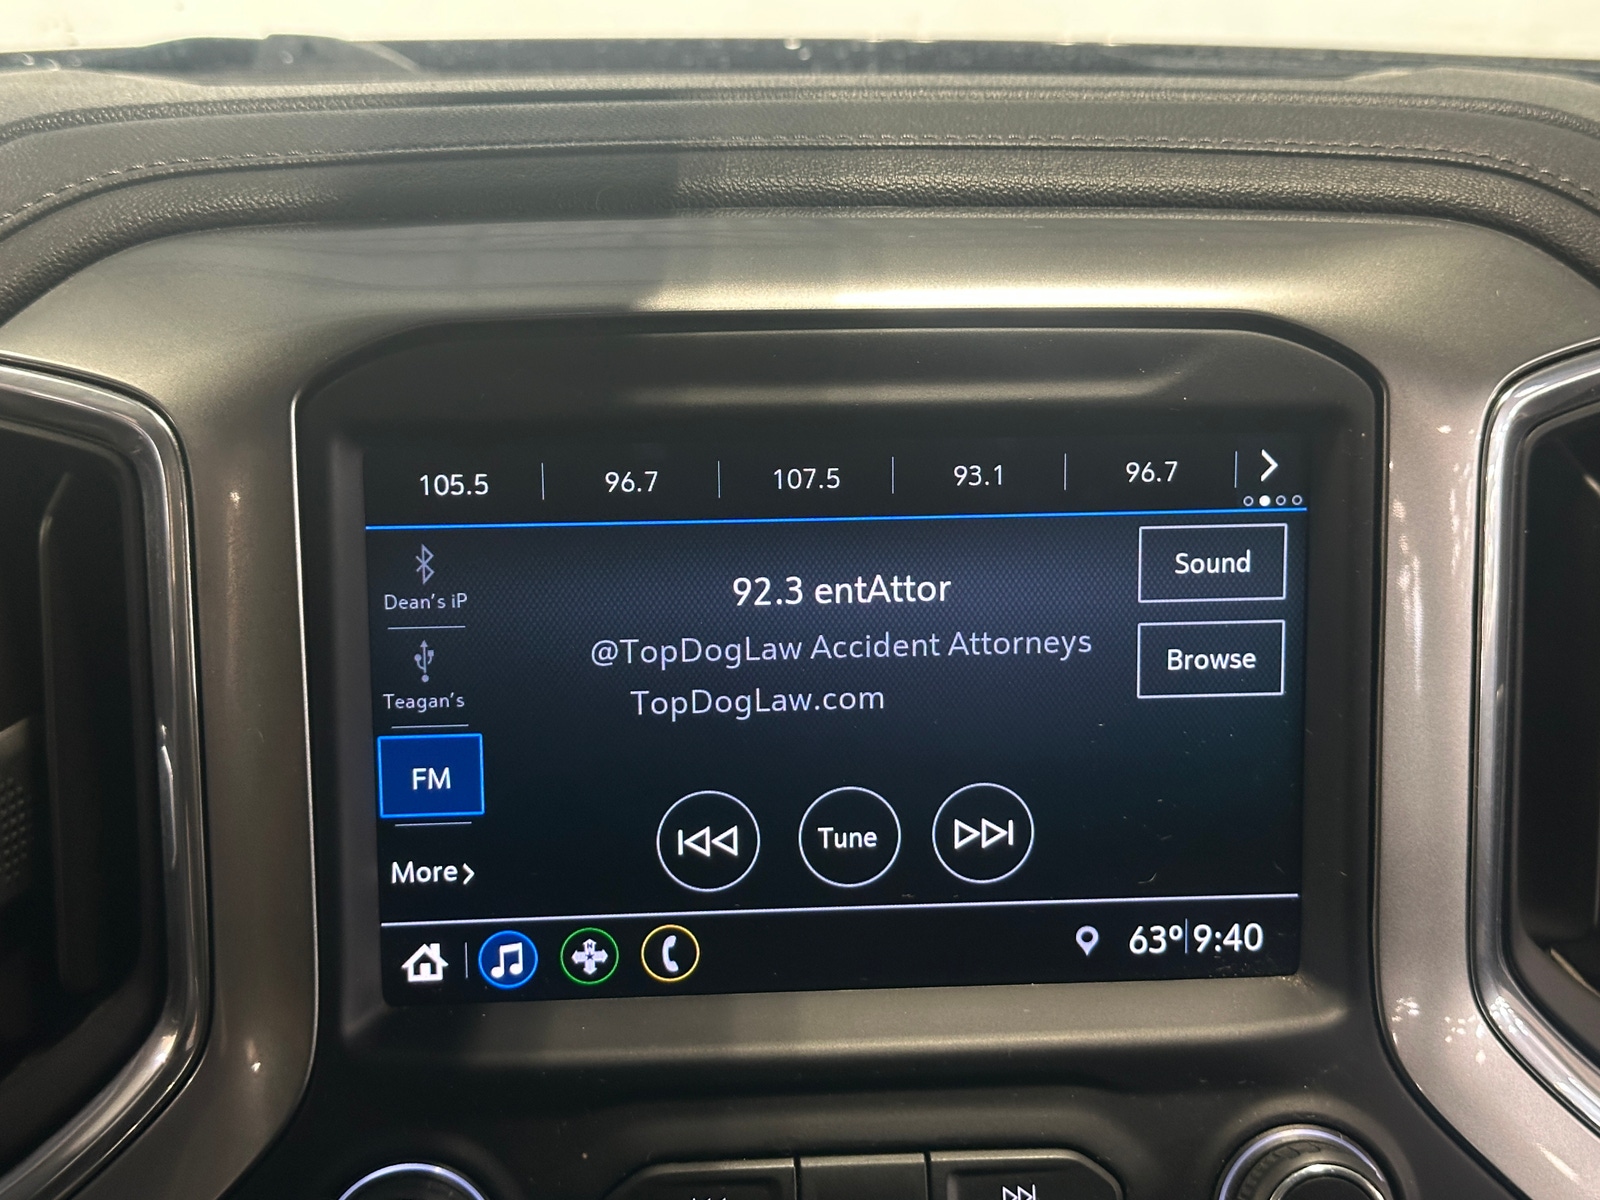 105.5 96.7 107.5 93.1 96.7
Dean's iP
Teagan's
FM
More
92.3 entAttor
@TopDogLaw Accident Attorneys
TopDogLaw.com
Tune
Sound
Browse
N
63° 9:40